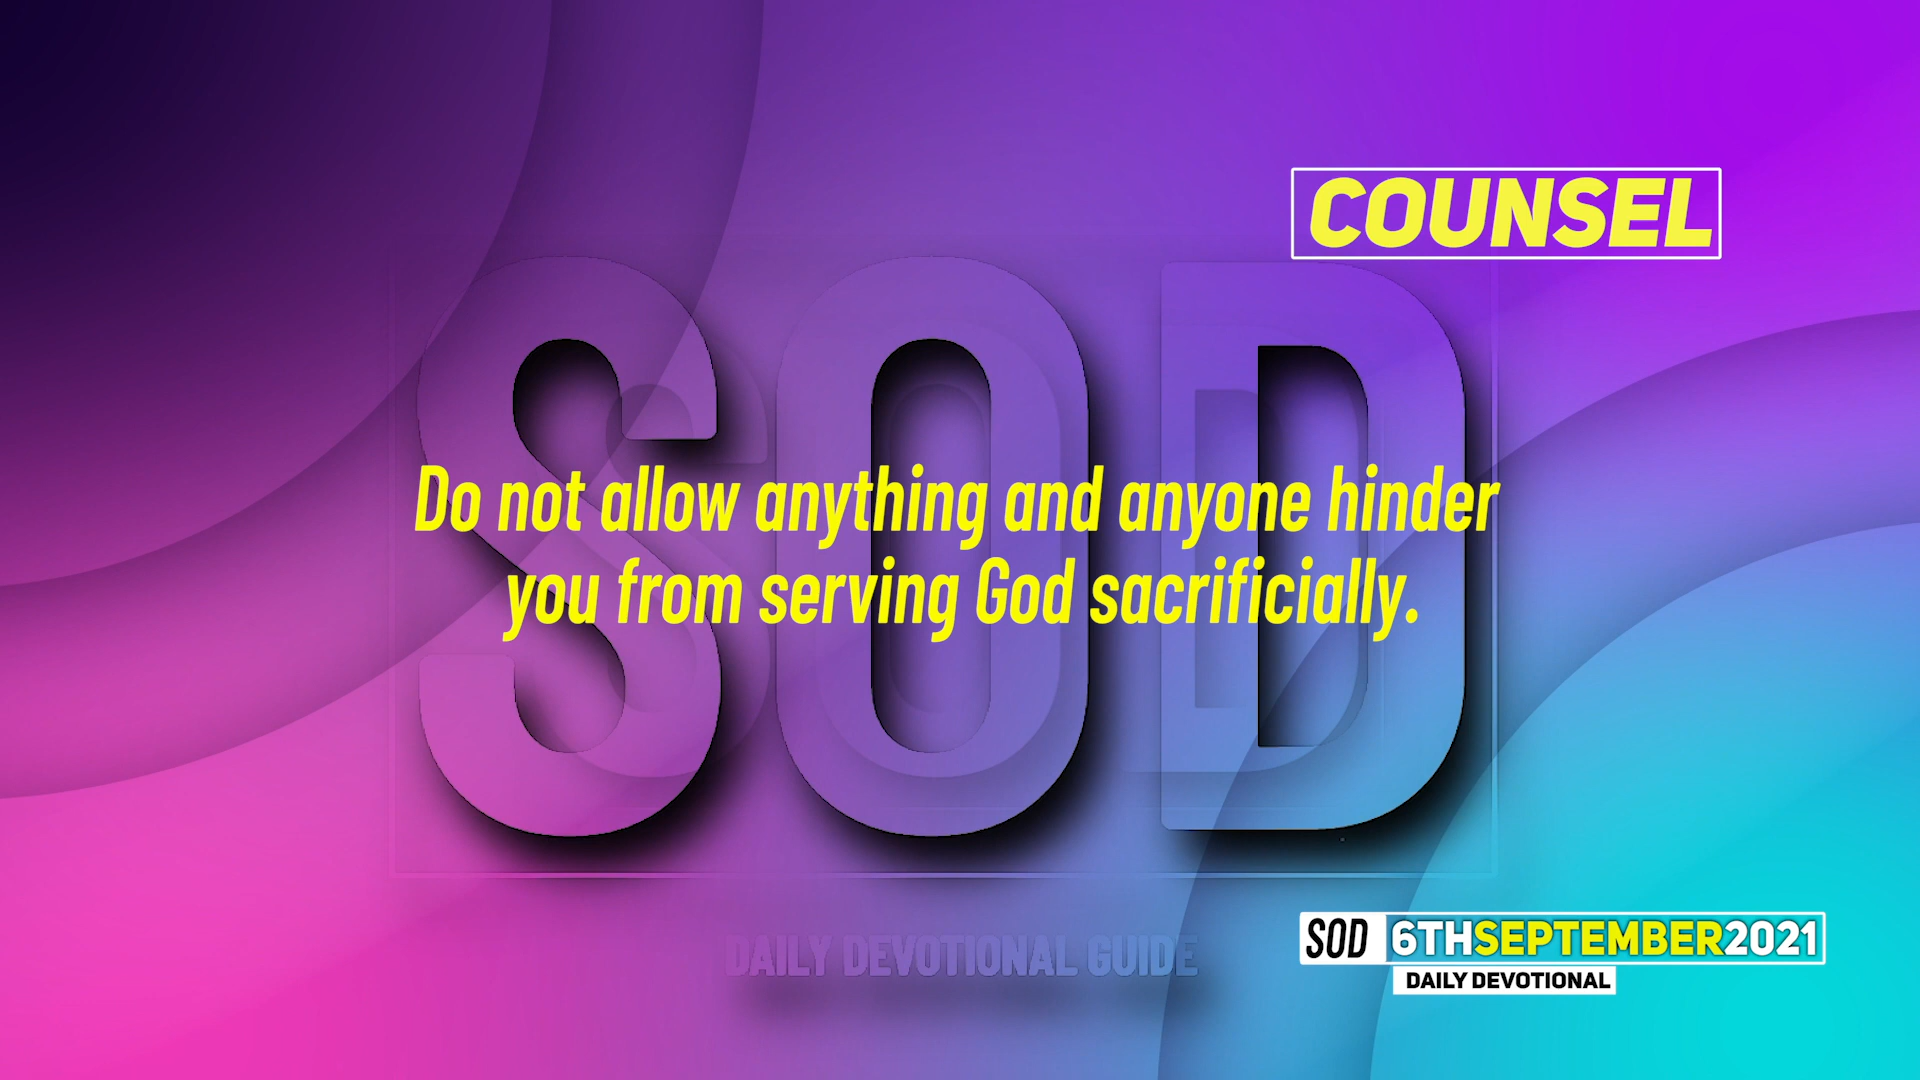 COUNSEL
SOD
Do not allow anything and anyone hinder
you from serving God sacrificially.
DAILY DEVOTIONAL GUIDE
SOD 6THSEPTEMBER2021
DAILY DEVOTIONAL